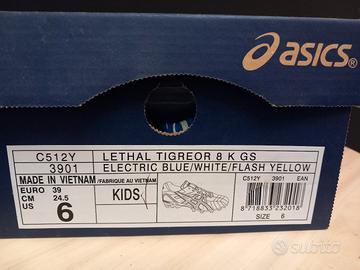 asics®
C512Y LETHAL TIGREOR 8 K GS
3901 ELECTRIC BLUE/WHITE/FLASH YELLOW
MADE IN VIETNAM /FABRIQUE AU VIETNAM
EURO 39
CM 24.5
US 6
KIDS
C512Y 3901 EAN
8 718833 232018
SIZE 6
subito